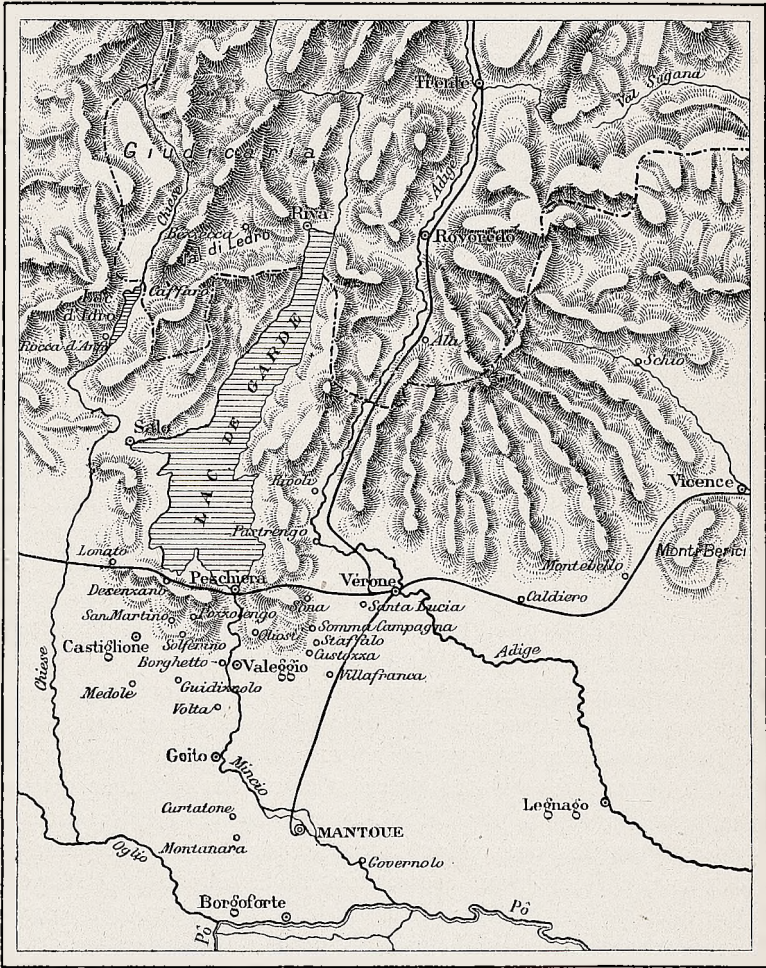 Trente
Val Sugana
Giudicaria
Adige
Chiese
Riva
Bezzecca
Val di Ledro
Rovoredo
Caffaro
Lac d'Idro
Rocca d'Anfo
Ala
Schio
LAC DE GARDE
Salo
Rivoli
Vicence
Pastrengo
Lonato
Monti Berici
Montebello
Peschiera
Vérone
Desenzano
Caldiero
Sona
Santa Lucia
San Martino
Pozzolengo
Somma Campagna
Oliosi
Staffalo
Castiglione
Solferino
Custozza
Adige
Borghetto
Valeggio
Chiese
Villafranca
Medole
Guidizzolo
Volta
Goito
Mincio
Curtatone
Legnago
MANTOUE
Montanara
Oglio
Governolo
Borgoforte
Pô
Pô